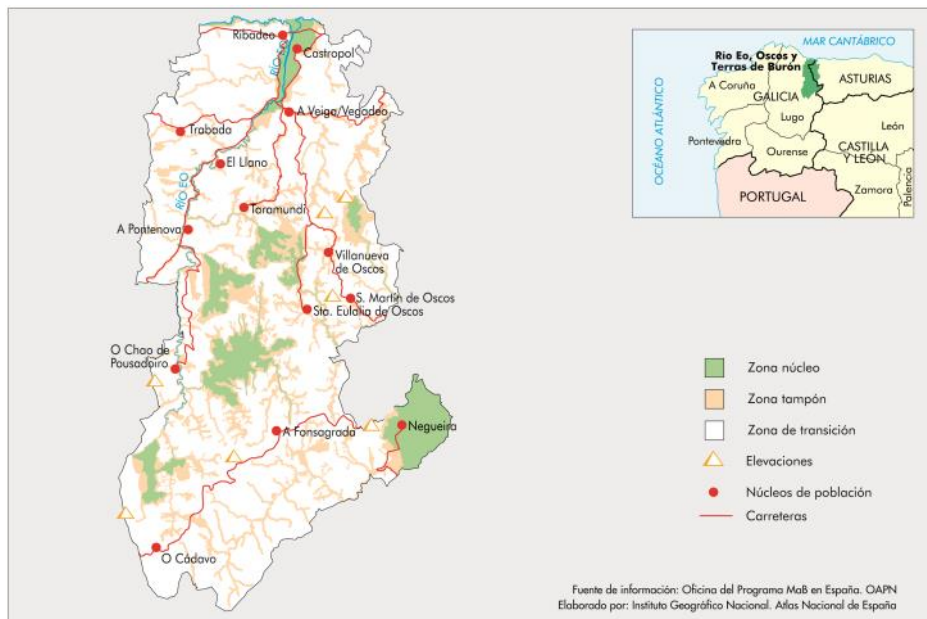 Ribadeo
Castropol
RÍO EO
A Veiga/Vegadeo
Trabada
El Llano
RÍO EO
Taramundi
A Pontenova
Villanueva
de Oscos
S. Martín de Oscos
Sta. Eulalia de Oscos
O Chao de
Pousadoiro
Negueira
A Fonsagrada
O Cádavo
MAR CANTÁBRICO
Río Eo, Oscos y
Terras de Burón
A Coruña
ASTURIAS
GALICIA
Lugo
OCÉANO ATLÁNTICO
León
Pontevedra
Ourense
CASTILLA
Y LEÓN
Palencia
Zamora
PORTUGAL
Zona núcleo
Zona tampón
Zona de transición
Elevaciones
Núcleos de población
Carreteras
Fuente de información: Oficina del Programa MaB en España. OAPN
Elaborado por: Instituto Geográfico Nacional. Atlas Nacional de España